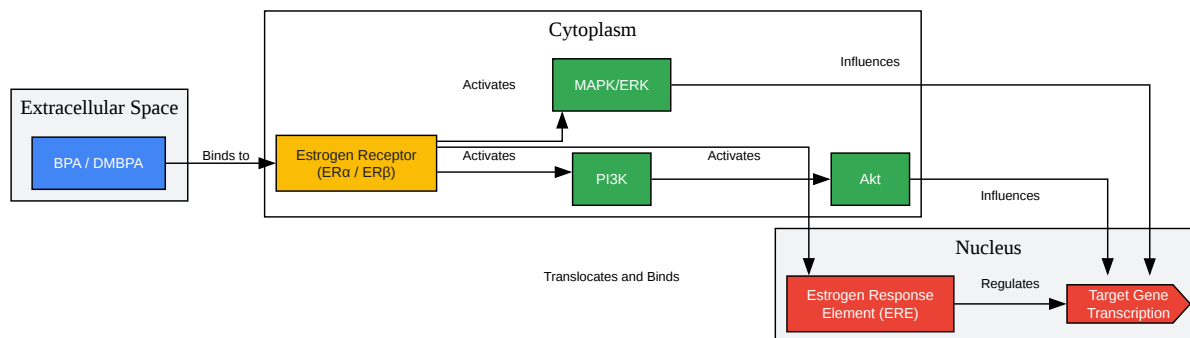 Cytoplasm
Influences
MAPK/ERK
Activates
Extracellular Space
BPA / DMBPA
Binds to
Estrogen Receptor
(ERα / ERβ)
Activates
PI3K
Activates
Akt
Influences
Nucleus
Translocates and Binds
Estrogen Response
Element (ERE)
Regulates
Target Gene
Transcription